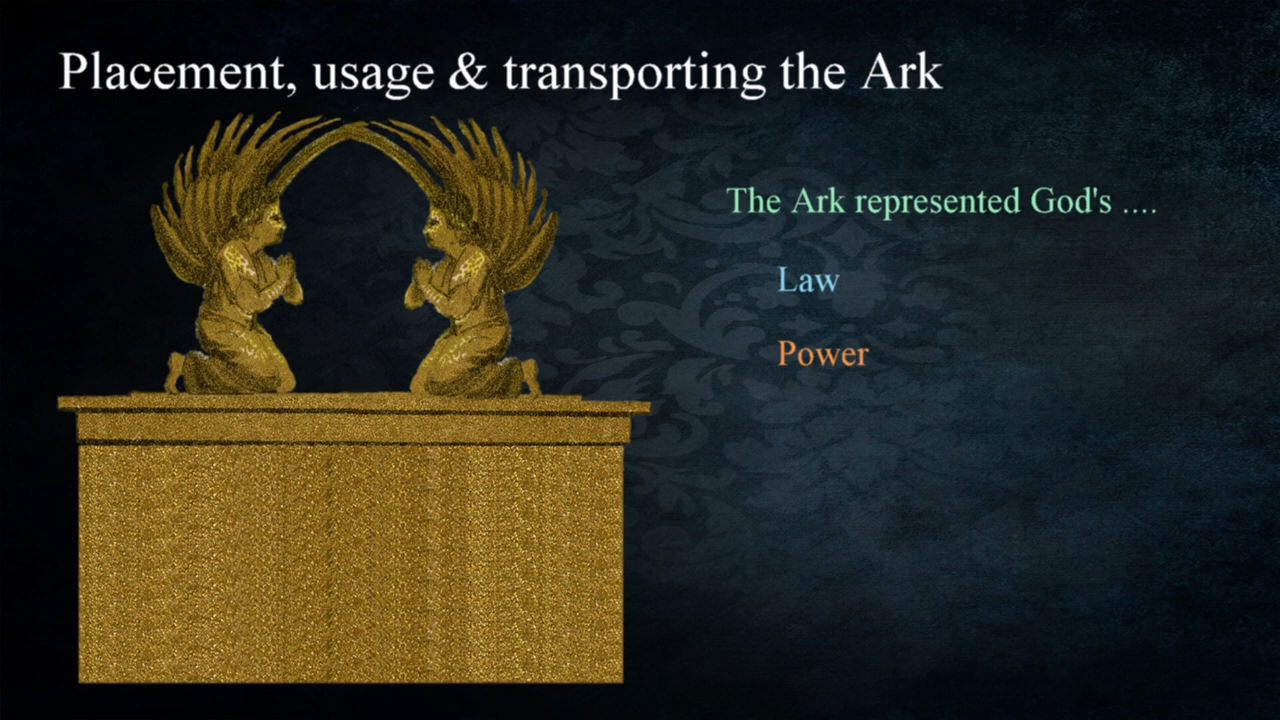 Placement, usage & transporting the Ark
The Ark represented God's ....
Law
Power